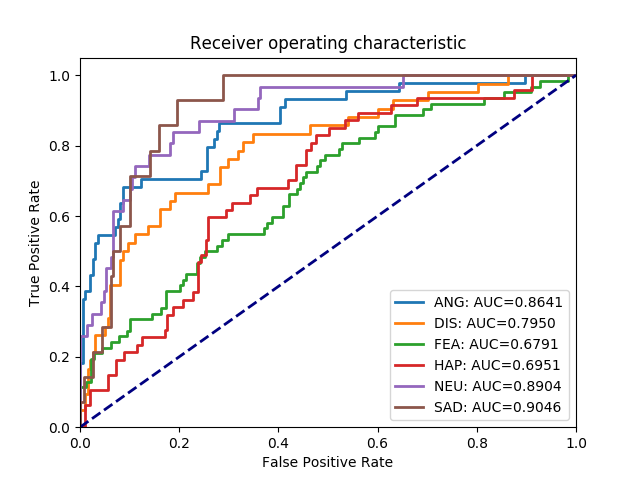 Receiver operating characteristic
True Positive Rate
1.0
0.8
0.6
0.4
0.2
0.0
ANG: AUC=0.8641
DIS: AUC=0.7950
FEA: AUC=0.6791
HAP: AUC=0.6951
NEU: AUC=0.8904
SAD: AUC=0.9046
0.0 0.2 0.4 0.6 0.8 1.0
False Positive Rate